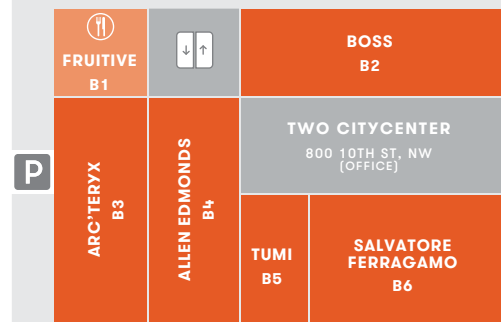 FRUITIVE
B1
BOSS
B2
TWO CITYCENTER
800 10TH ST, NW
(OFFICE)
P
ARC'TERYX
B3
ALLEN EDMONDS
B4
TUMI
B5
SALVATORE
FERRAGAMO
B6